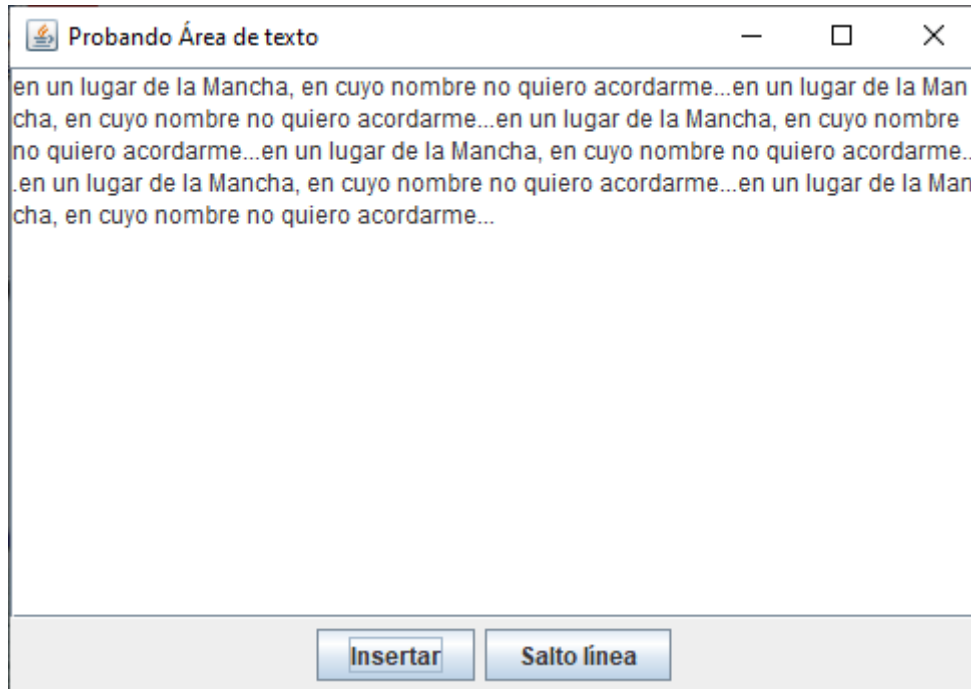 Probando Área de texto
en un lugar de la Mancha, en cuyo nombre no quiero acordarme...en un lugar de la Man
cha, en cuyo nombre no quiero acordarme...en un lugar de la Mancha, en cuyo nombre
no quiero acordarme...en un lugar de la Mancha, en cuyo nombre no quiero acordarme..
.en un lugar de la Mancha, en cuyo nombre no quiero acordarme...en un lugar de la Man
cha, en cuyo nombre no quiero acordarme...
Insertar Salto línea